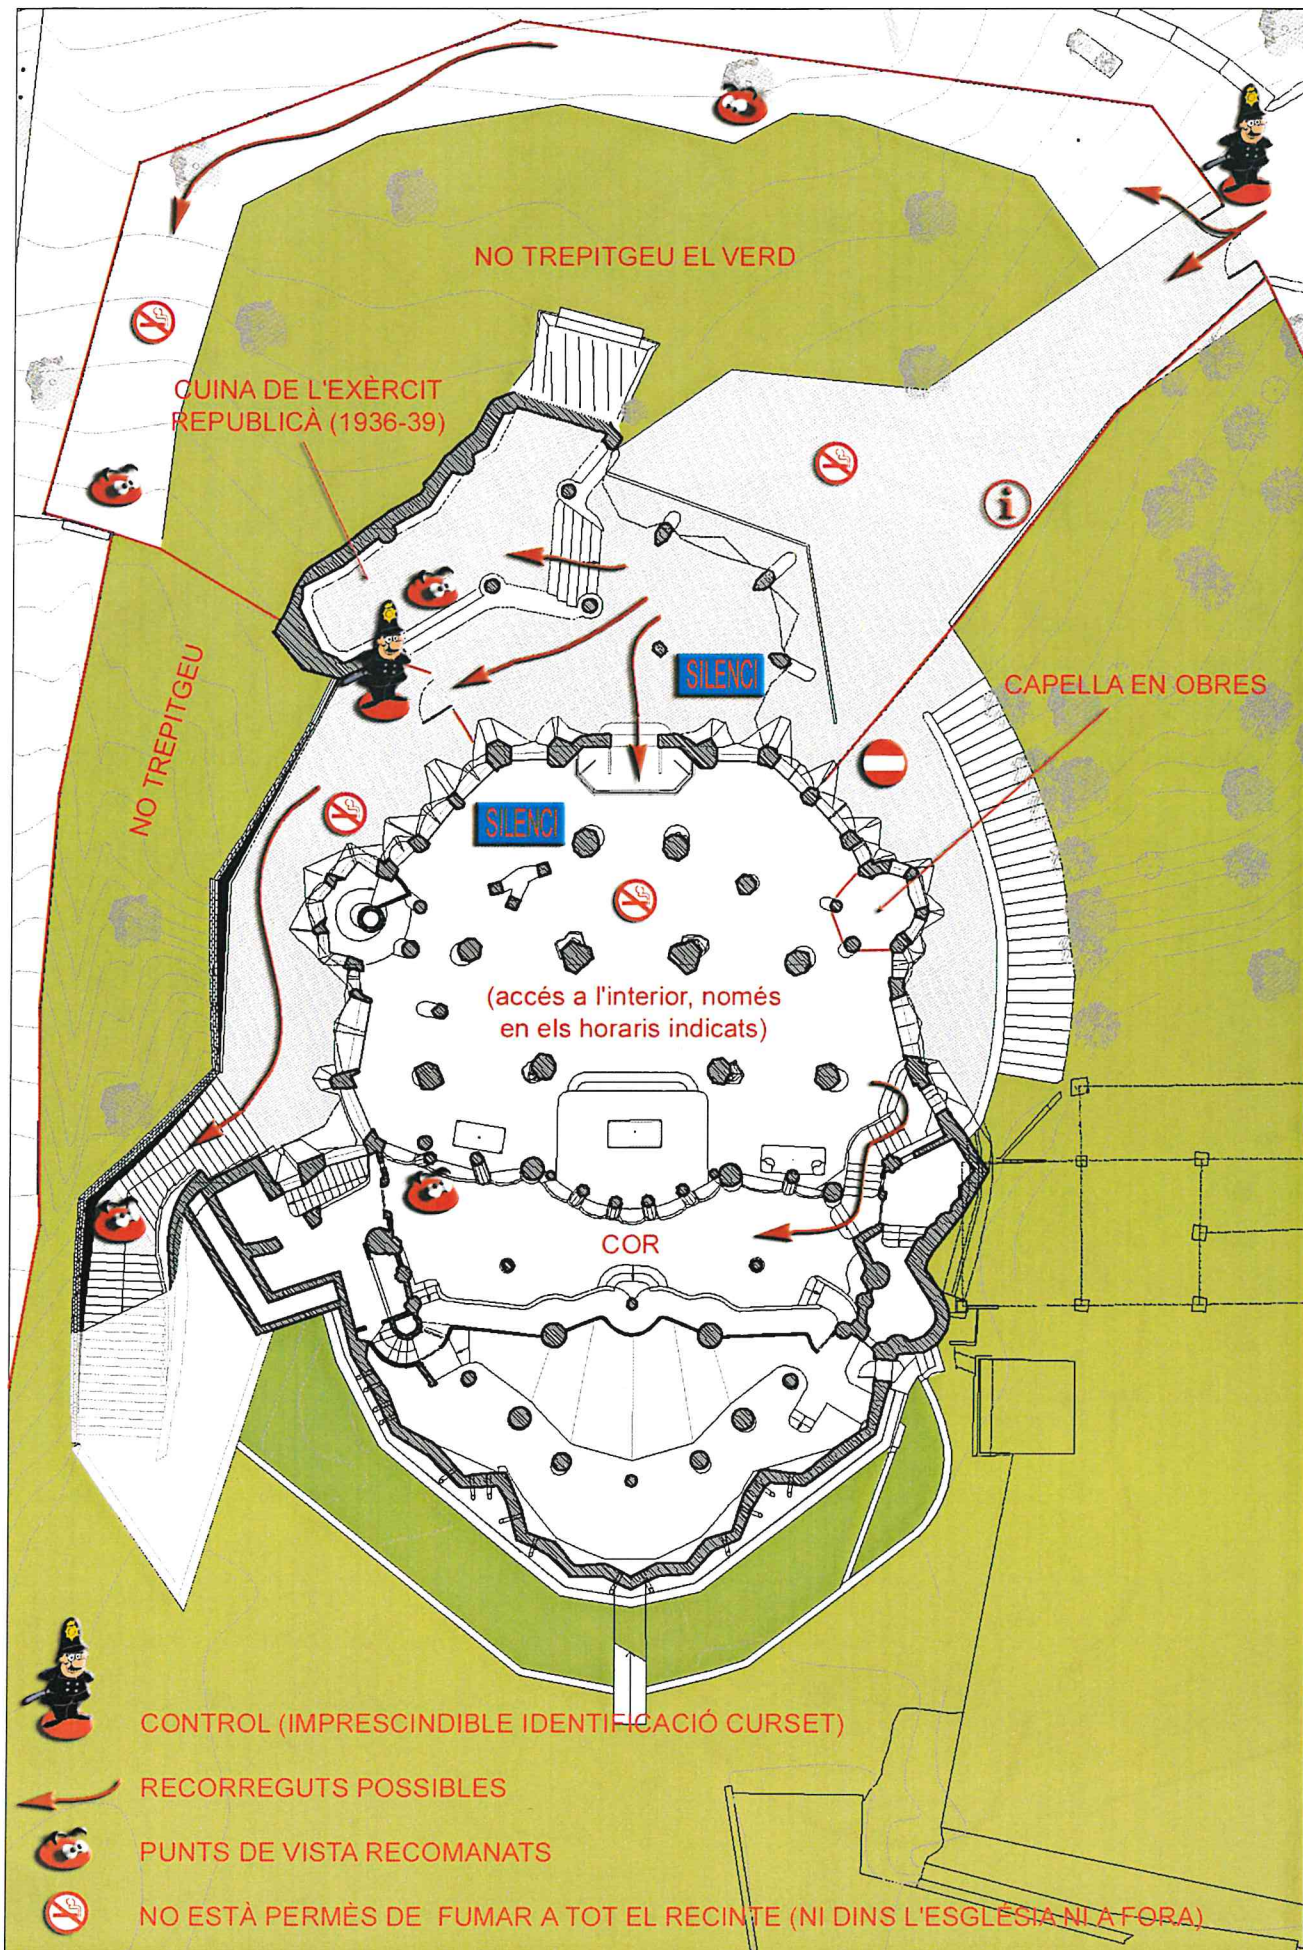 NO TREPITGEU EL VERD
CUINA DE L'EXÈRCIT
REPUBLICÀ (1936-39)
i
SILENCI
CAPELLA EN OBRES
NO TREPITGEU
SILENCI
(accés a l'interior, només
en els horaris indicats)
COR
CONTROL (IMPRESCINDIBLE IDENTIFICACIÓ CURSET)
RECORREGUTS POSSIBLES
PUNTS DE VISTA RECOMANATS
NO ESTÀ PERMÈS DE FUMAR A TOT EL RECINTE (NI DINS L'ESGLÉSIA NI A FORA)